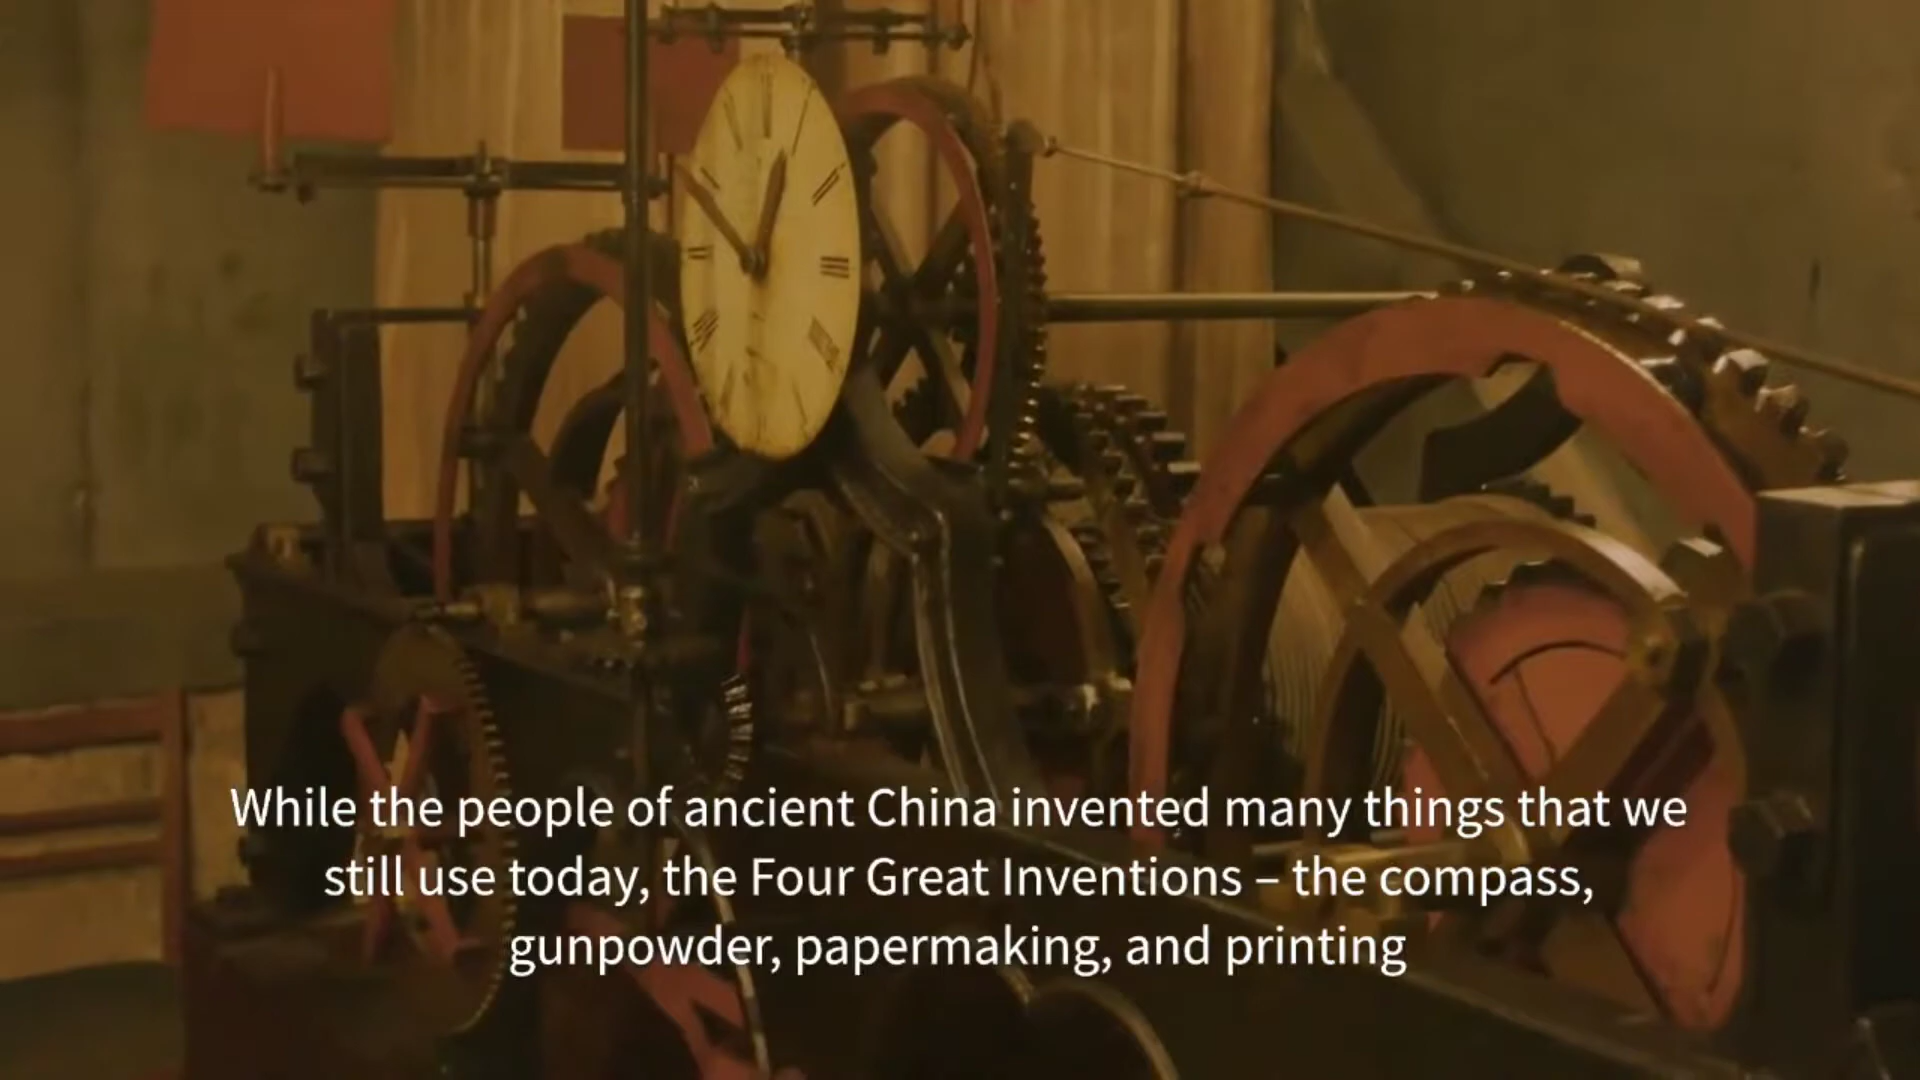 While the people of ancient China invented many things that we
still use today, the Four Great Inventions – the compass,
gunpowder, papermaking, and printing